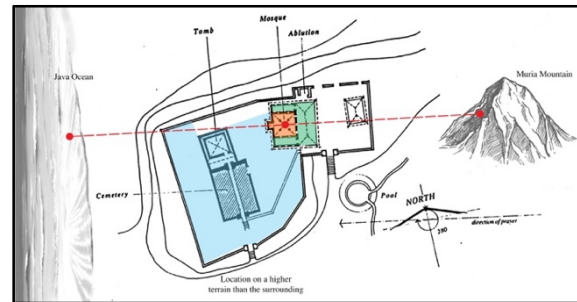 Mosque
Tomb
Ablution
Java Ocean
Muria Mountain
Cemetery
Pool
NORTH
direction of prayer
280
Location on a higher
terrain than the surrounding